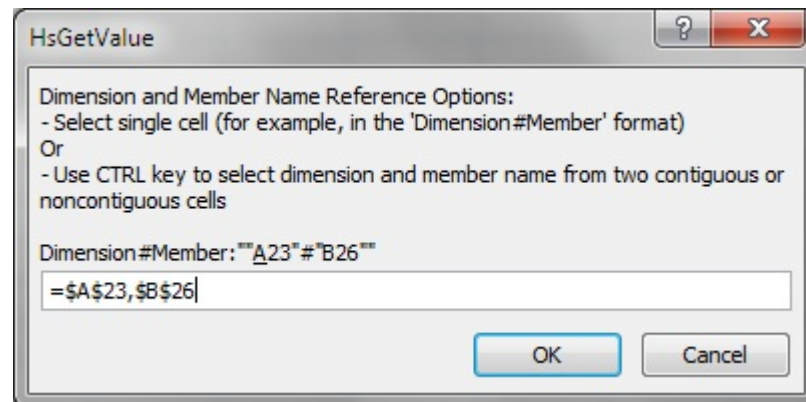 HsGetValue
?
Dimension and Member Name Reference Options:
- Select single cell (for example, in the 'Dimension#Member' format)
Or
- Use CTRL key to select dimension and member name from two contiguous or
noncontiguous cells
Dimension#Member:""A23"#"B26""
=$A$23,$B$26
OK Cancel